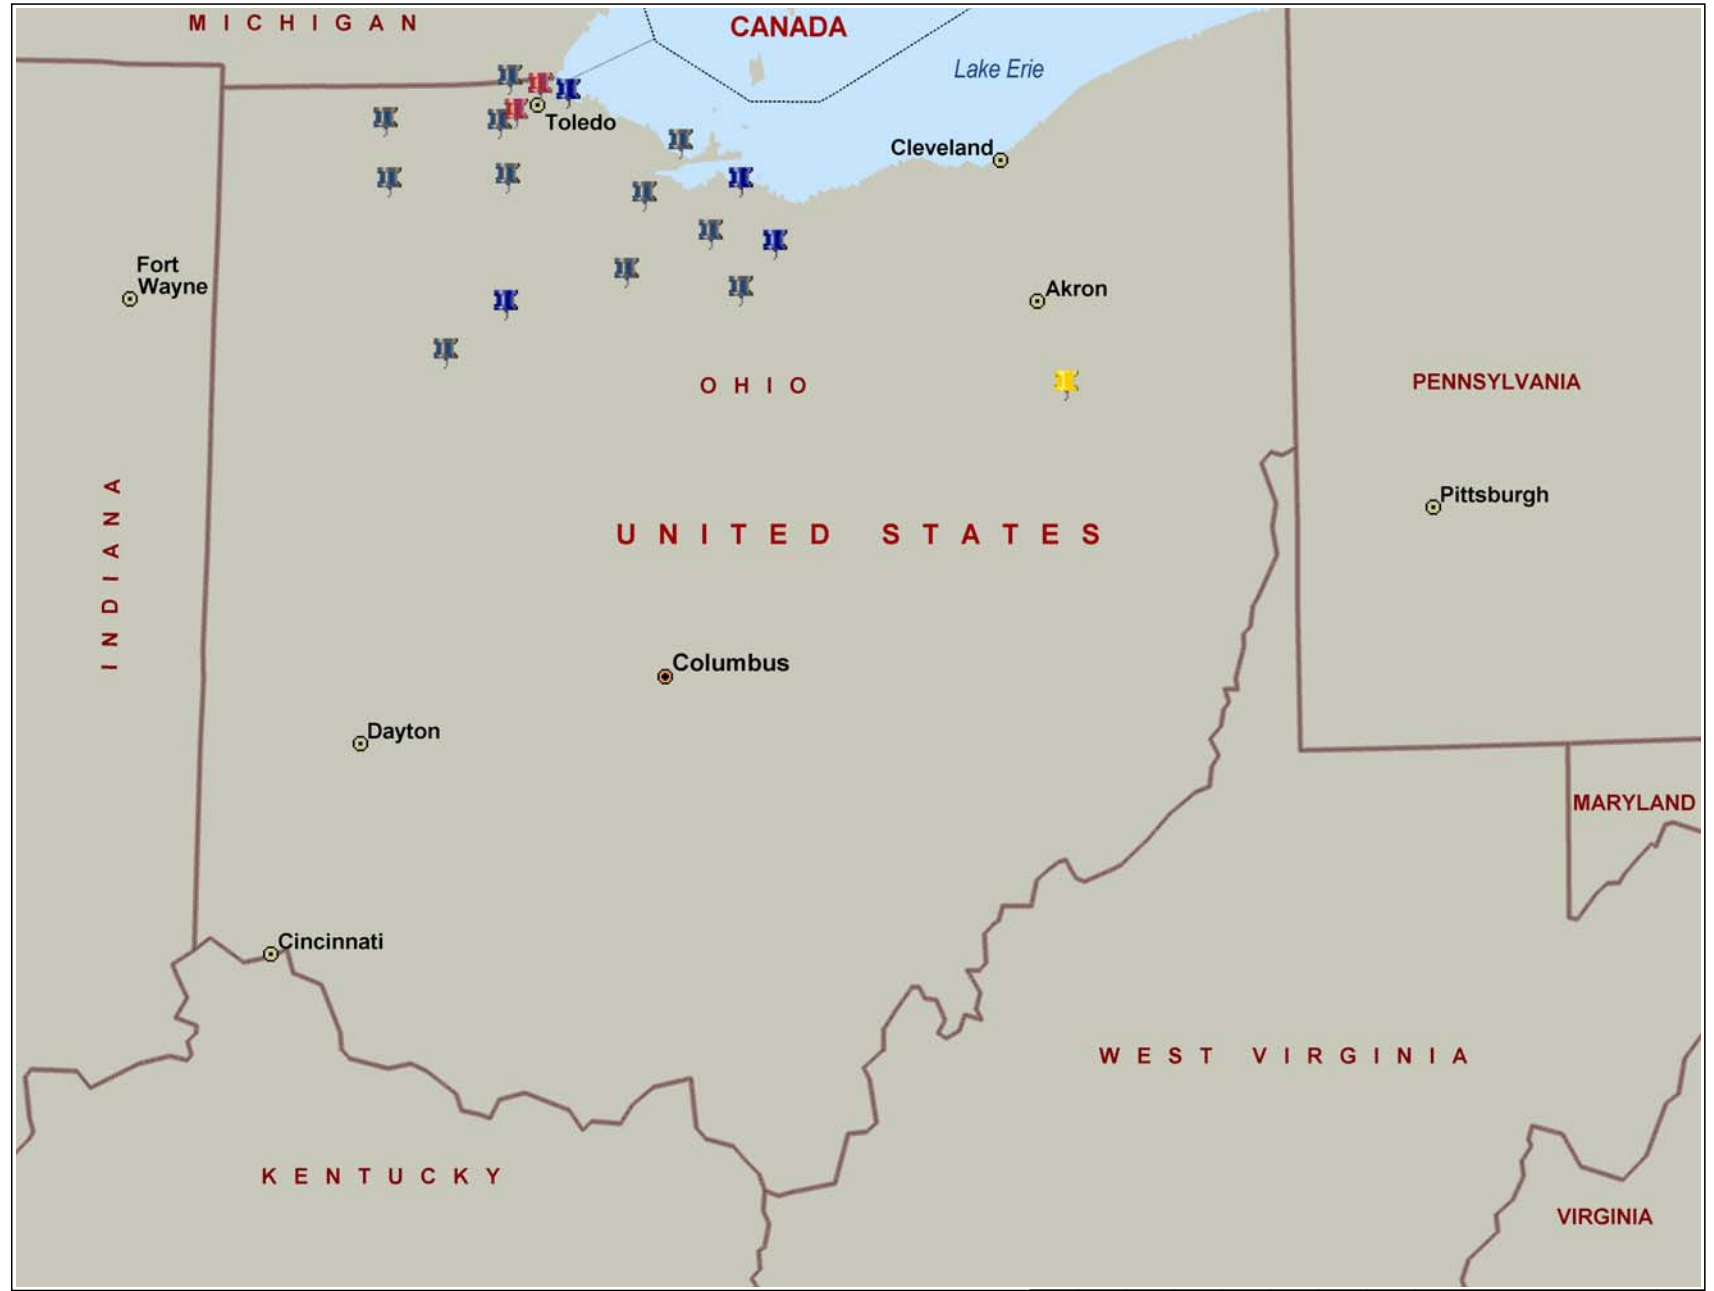 MICHIGAN
CANADA
Lake Erie
Toledo
Cleveland
Fort
Wayne
Akron
OHIO
PENNSYLVANIA
INDIANA
Pittsburgh
UNITED STATES
Columbus
Dayton
MARYLAND
Cincinnati
WEST VIRGINIA
KENTUCKY
VIRGINIA